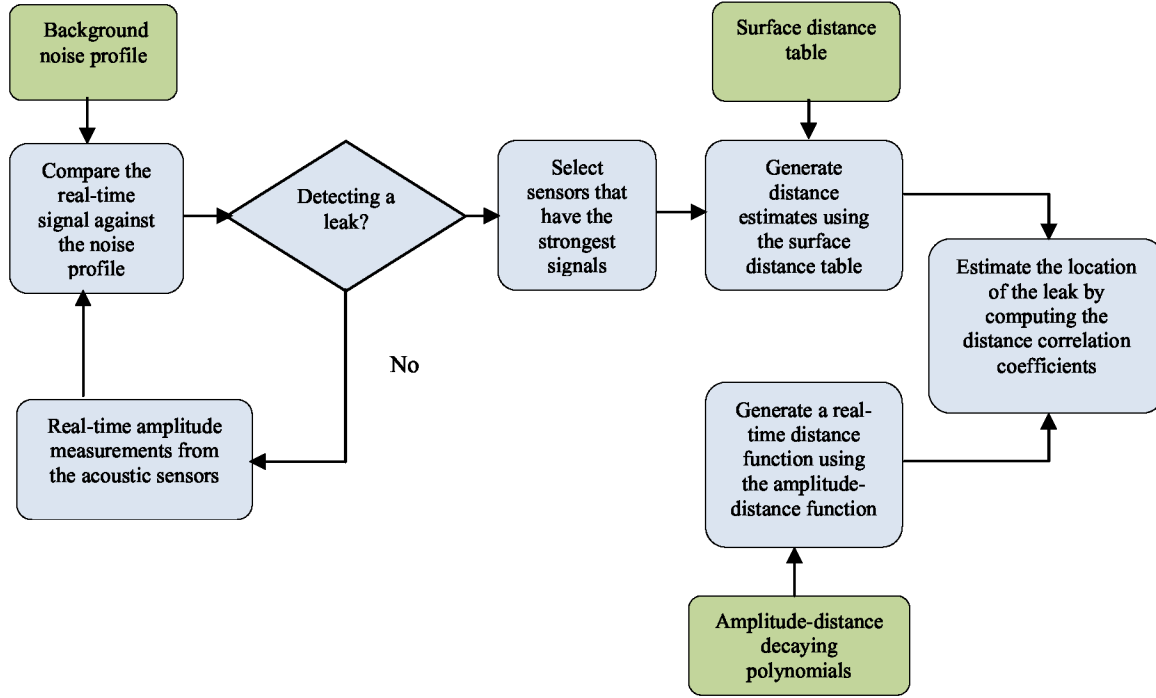 Background
noise profile
Surface distance
table
Compare the
real-time
signal against
the noise
profile
Detecting a
leak?
Select
sensors that
have the
strongest
signals
Generate
distance
estimates using
the surface
distance table
Estimate the location
of the leak by
computing the
distance correlation
coefficients
No
Real-time amplitude
measurements from
the acoustic sensors
Generate a real-
time distance
function using
the amplitude-
distance function
Amplitude-distance
decaying
polynomials